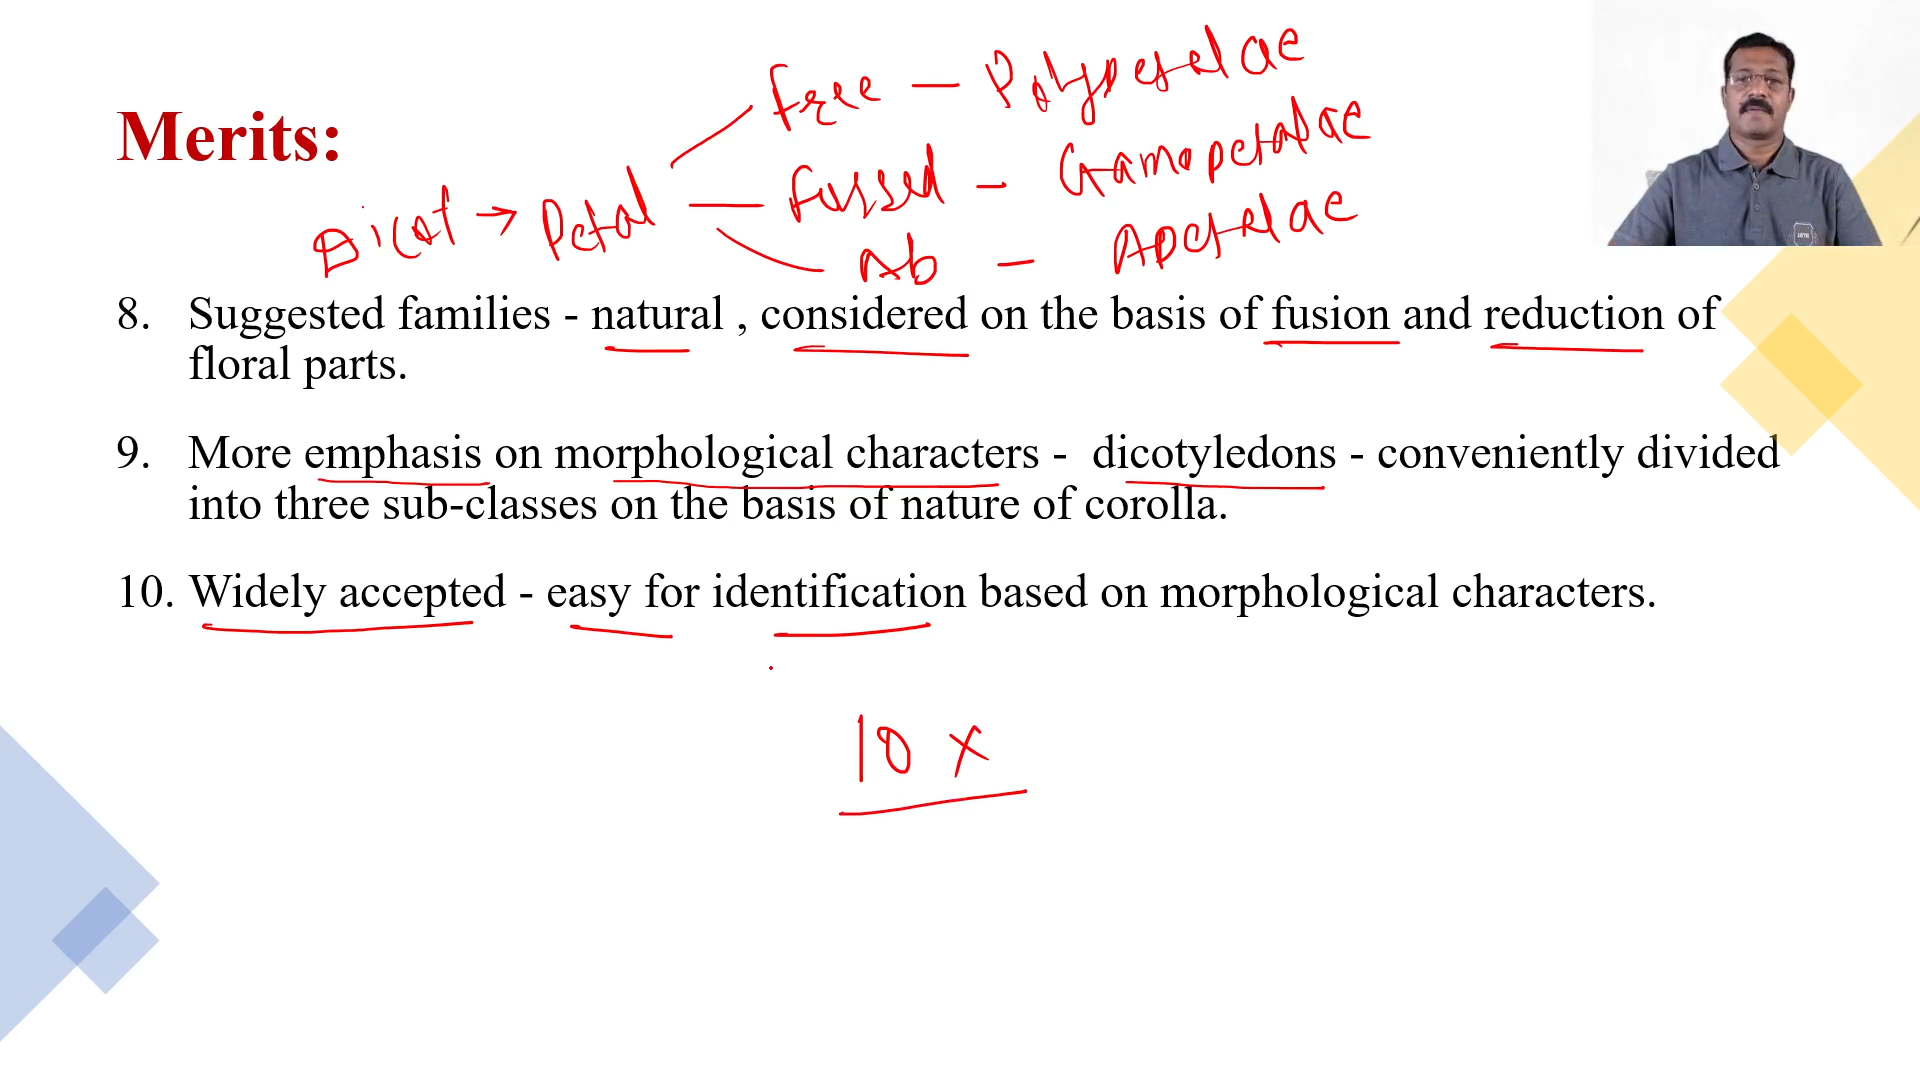 Free — Polypetelae
Merits:
Dicot → Petal — Fussed — Gamopetalae
Ab — Apetelae
8. Suggested families - natural , considered on the basis of fusion and reduction of
floral parts.
9. More emphasis on morphological characters - dicotyledons - conveniently divided
into three sub-classes on the basis of nature of corolla.
10. Widely accepted - easy for identification based on morphological characters.
10 x